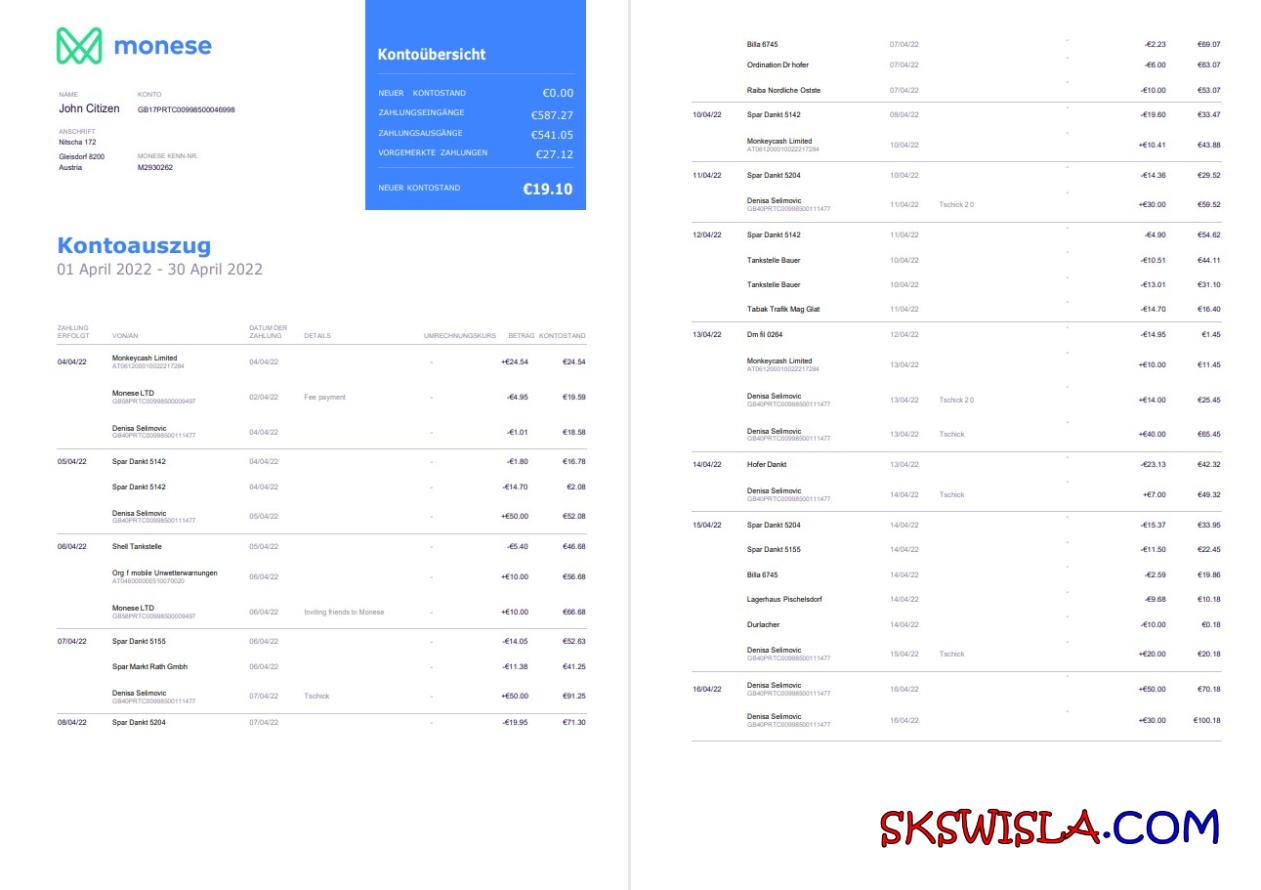 monese
NAME KONTO
John Citizen GB17PRTC00998500046998
ANSCHRIFT
Nitscha 172
Gleisdorf 8200 MONESE KENN-NR.
Austria M2930262
Kontoübersicht
NEUER KONTOSTAND €0.00
ZAHLUNGSEINGÄNGE €587.27
ZAHLUNGSAUSGÄNGE €541.05
VORGEMERKTE ZAHLUNGEN €27.12
NEUER KONTOSTAND €19.10
Kontoauszug
01 April 2022 - 30 April 2022
ZAHLUNG ERFOLGT VON/AN DATUM DER ZAHLUNG DETAILS UMRECHNUNGSKURS BETRAG KONTOSTAND
04/04/22 Monkeycash Limited 04/04/22 - +€24.54 €24.54
AT061200010022217284
Monese LTD 02/04/22 Fee payment - -€4.95 €19.59
GB58PRTC00998500009497
Denisa Selimovic 04/04/22 - -€1.01 €18.58
GB40PRTC00998500111477
05/04/22 Spar Dankt 5142 04/04/22 - -€1.80 €16.78
Spar Dankt 5142 04/04/22 - -€14.70 €2.08
Denisa Selimovic 05/04/22 - +€50.00 €52.08
GB40PRTC00998500111477
06/04/22 Shell Tankstelle 05/04/22 - -€5.40 €46.68
Org f mobile Unwetterwarnungen 06/04/22 - +€10.00 €56.68
AT046000000510070020
Monese LTD 06/04/22 Inviting friends to Monese - +€10.00 €66.68
GB58PRTC00998500009497
07/04/22 Spar Dankt 5155 06/04/22 - -€14.05 €52.63
Spar Markt Rath Gmbh 06/04/22 - -€11.38 €41.25
Denisa Selimovic 07/04/22 Tschick - +€50.00 €91.25
GB40PRTC00998500111477
08/04/22 Spar Dankt 5204 07/04/22 - -€19.95 €71.30
Billa 6745 07/04/22 - -€2.23 €69.07
Ordination Dr hofer 07/04/22 - -€6.00 €63.07
Raiba Nordliche Ostste 07/04/22 - -€10.00 €53.07
10/04/22 Spar Dankt 5142 08/04/22 - -€19.60 €33.47
Monkeycash Limited 10/04/22 - +€10.41 €43.88
AT061200010022217284
11/04/22 Spar Dankt 5204 10/04/22 - -€14.36 €29.52
Denisa Selimovic 11/04/22 Tschick 2 0 - +€30.00 €59.52
GB40PRTC00998500111477
12/04/22 Spar Dankt 5142 11/04/22 - -€4.90 €54.62
Tankstelle Bauer 10/04/22 - -€10.51 €44.11
Tankstelle Bauer 10/04/22 - -€13.01 €31.10
Tabak Trafik Mag Glat 11/04/22 - -€14.70 €16.40
13/04/22 Dm fil 0264 12/04/22 - -€14.95 €1.45
Monkeycash Limited 13/04/22 - +€10.00 €11.45
AT061200010022217284
Denisa Selimovic 13/04/22 Tschick 2 0 - +€14.00 €25.45
GB40PRTC00998500111477
Denisa Selimovic 13/04/22 Tschick - +€40.00 €65.45
GB40PRTC00998500111477
14/04/22 Hofer Dankt 13/04/22 - -€23.13 €42.32
Denisa Selimovic 14/04/22 Tschick - +€7.00 €49.32
GB40PRTC00998500111477
15/04/22 Spar Dankt 5204 14/04/22 - -€15.37 €33.95
Spar Dankt 5155 14/04/22 - -€11.50 €22.45
Billa 6745 14/04/22 - -€2.59 €19.86
Lagerhaus Pischelsdorf 14/04/22 - -€9.68 €10.18
Durlacher 14/04/22 - -€10.00 €0.18
Denisa Selimovic 15/04/22 Tschick - +€20.00 €20.18
GB40PRTC00998500111477
16/04/22 Denisa Selimovic 16/04/22 - +€50.00 €70.18
GB40PRTC00998500111477
Denisa Selimovic 16/04/22 - +€30.00 €100.18
GB40PRTC00998500111477
SKSWISLA.COM